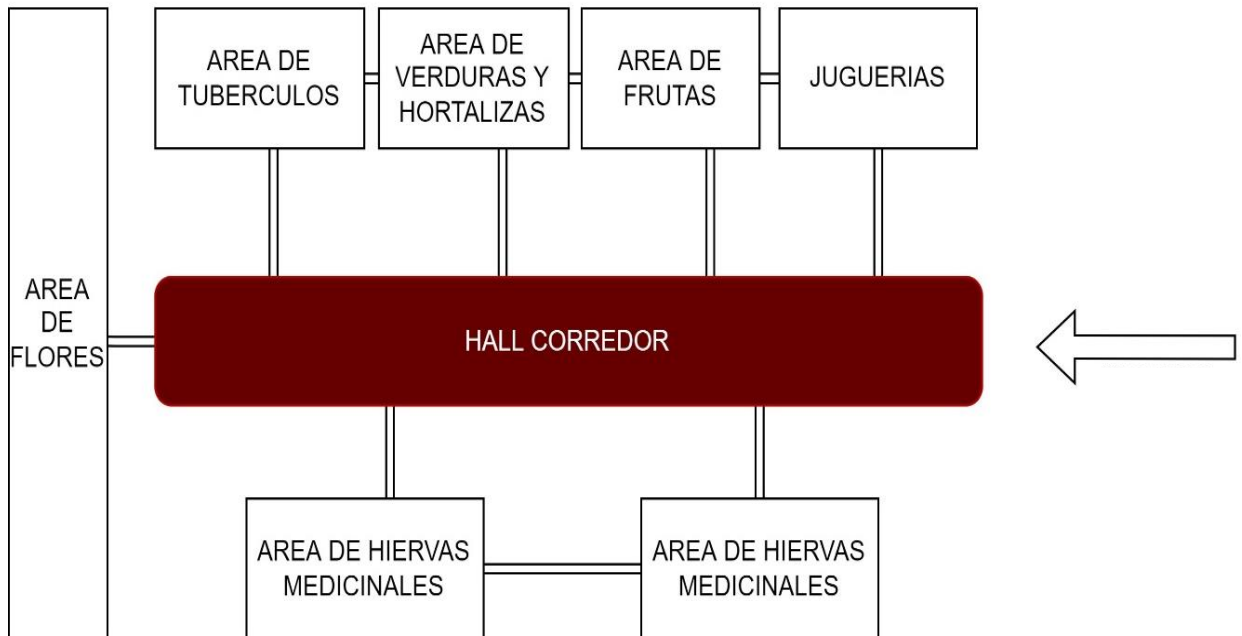 AREA DE
TUBERCULOS
AREA DE
VERDURAS Y
HORTALIZAS
AREA DE
FRUTAS
JUGUERIAS
AREA
DE
FLORES
HALL CORREDOR
AREA DE HIERVAS
MEDICINALES
AREA DE HIERVAS
MEDICINALES